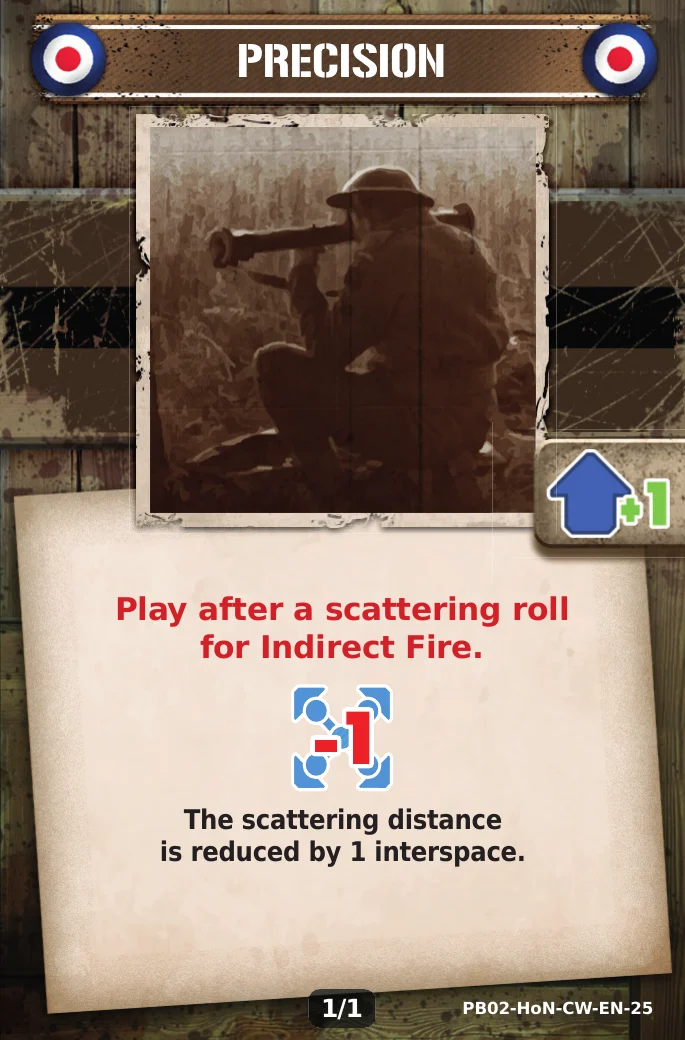 PRECISION
+1
Play after a scattering roll
for Indirect Fire.
-1
The scattering distance
is reduced by 1 interspace.
1/1
PB02-HoN-CW-EN-25